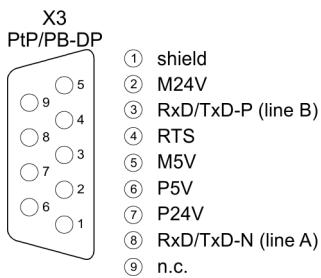 X3
PtP/PB-DP
5
9
4
8
3
7
2
6
1
1 shield
2 M24V
3 RxD/TxD-P (line B)
4 RTS
5 M5V
6 P5V
7 P24V
8 RxD/TxD-N (line A)
9 n.c.